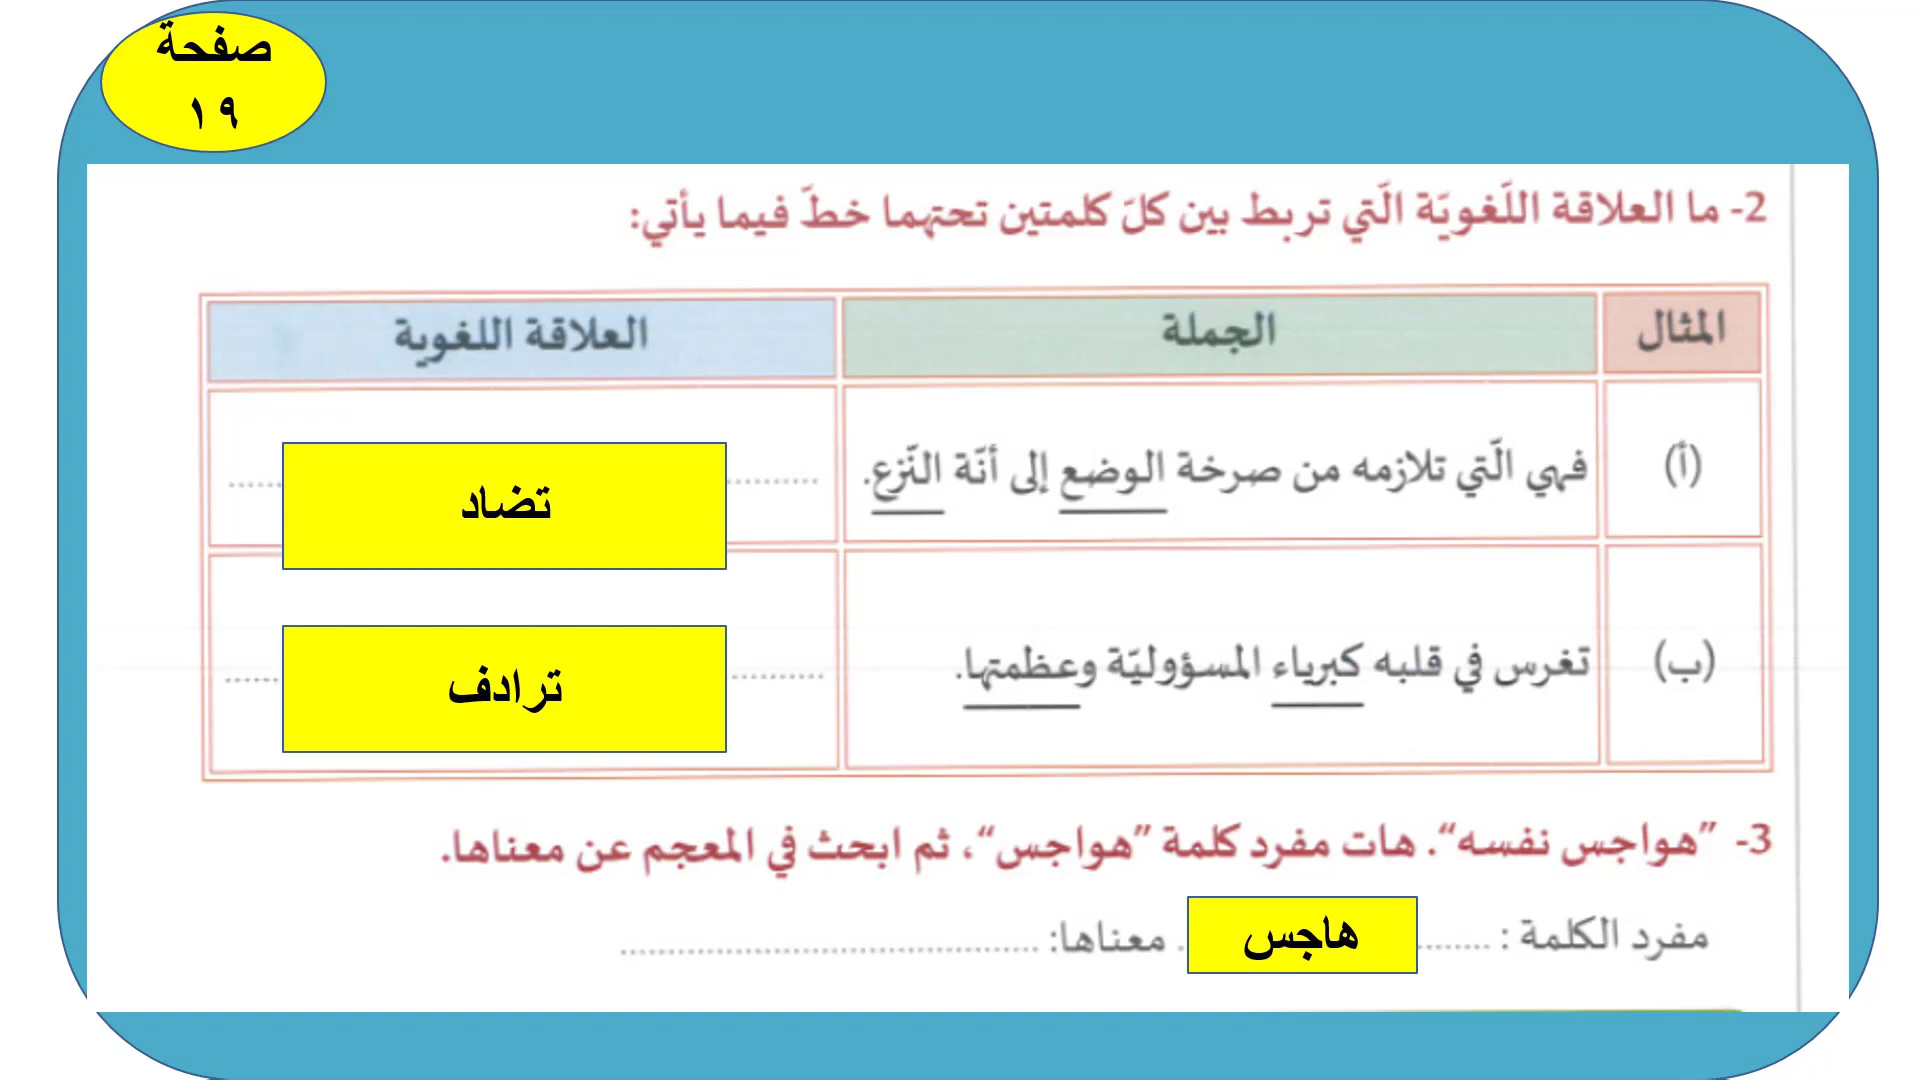 صفحة
١٩
2- ما العلاقة اللّغويّة الّتي تربط بين كلّ كلمتين تحتهما خطّ فيما يأتي:
المثال الجملة العلاقة اللغوية
(أ) فهي الّتي تلازمه من صرخة الوضع إلى أنّة النّزع. تضاد
(ب) تغرس في قلبه كبرياء المسؤوليّة وعظمتها. ترادف
3- ”هواجس نفسه“. هات مفرد كلمة ”هواجس“، ثم ابحث في المعجم عن معناها.
مفرد الكلمة : ........ هاجس . معناها: ........................................